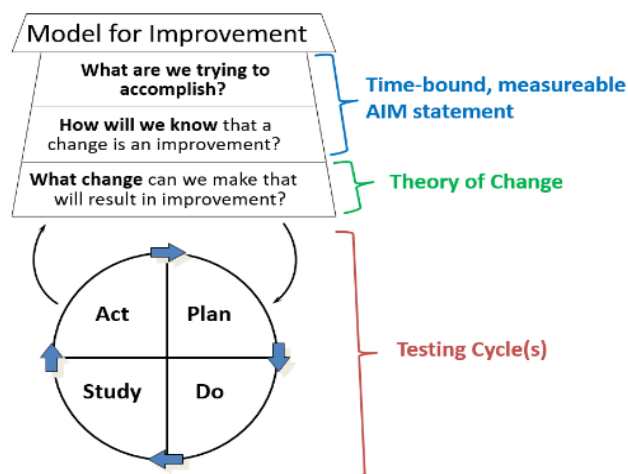 Model for Improvement
What are we trying to
accomplish?
How will we know that a
change is an improvement?
What change can we make that
will result in improvement?
Time-bound, measureable
AIM statement
Theory of Change
Act
Plan
Study
Do
Testing Cycle(s)